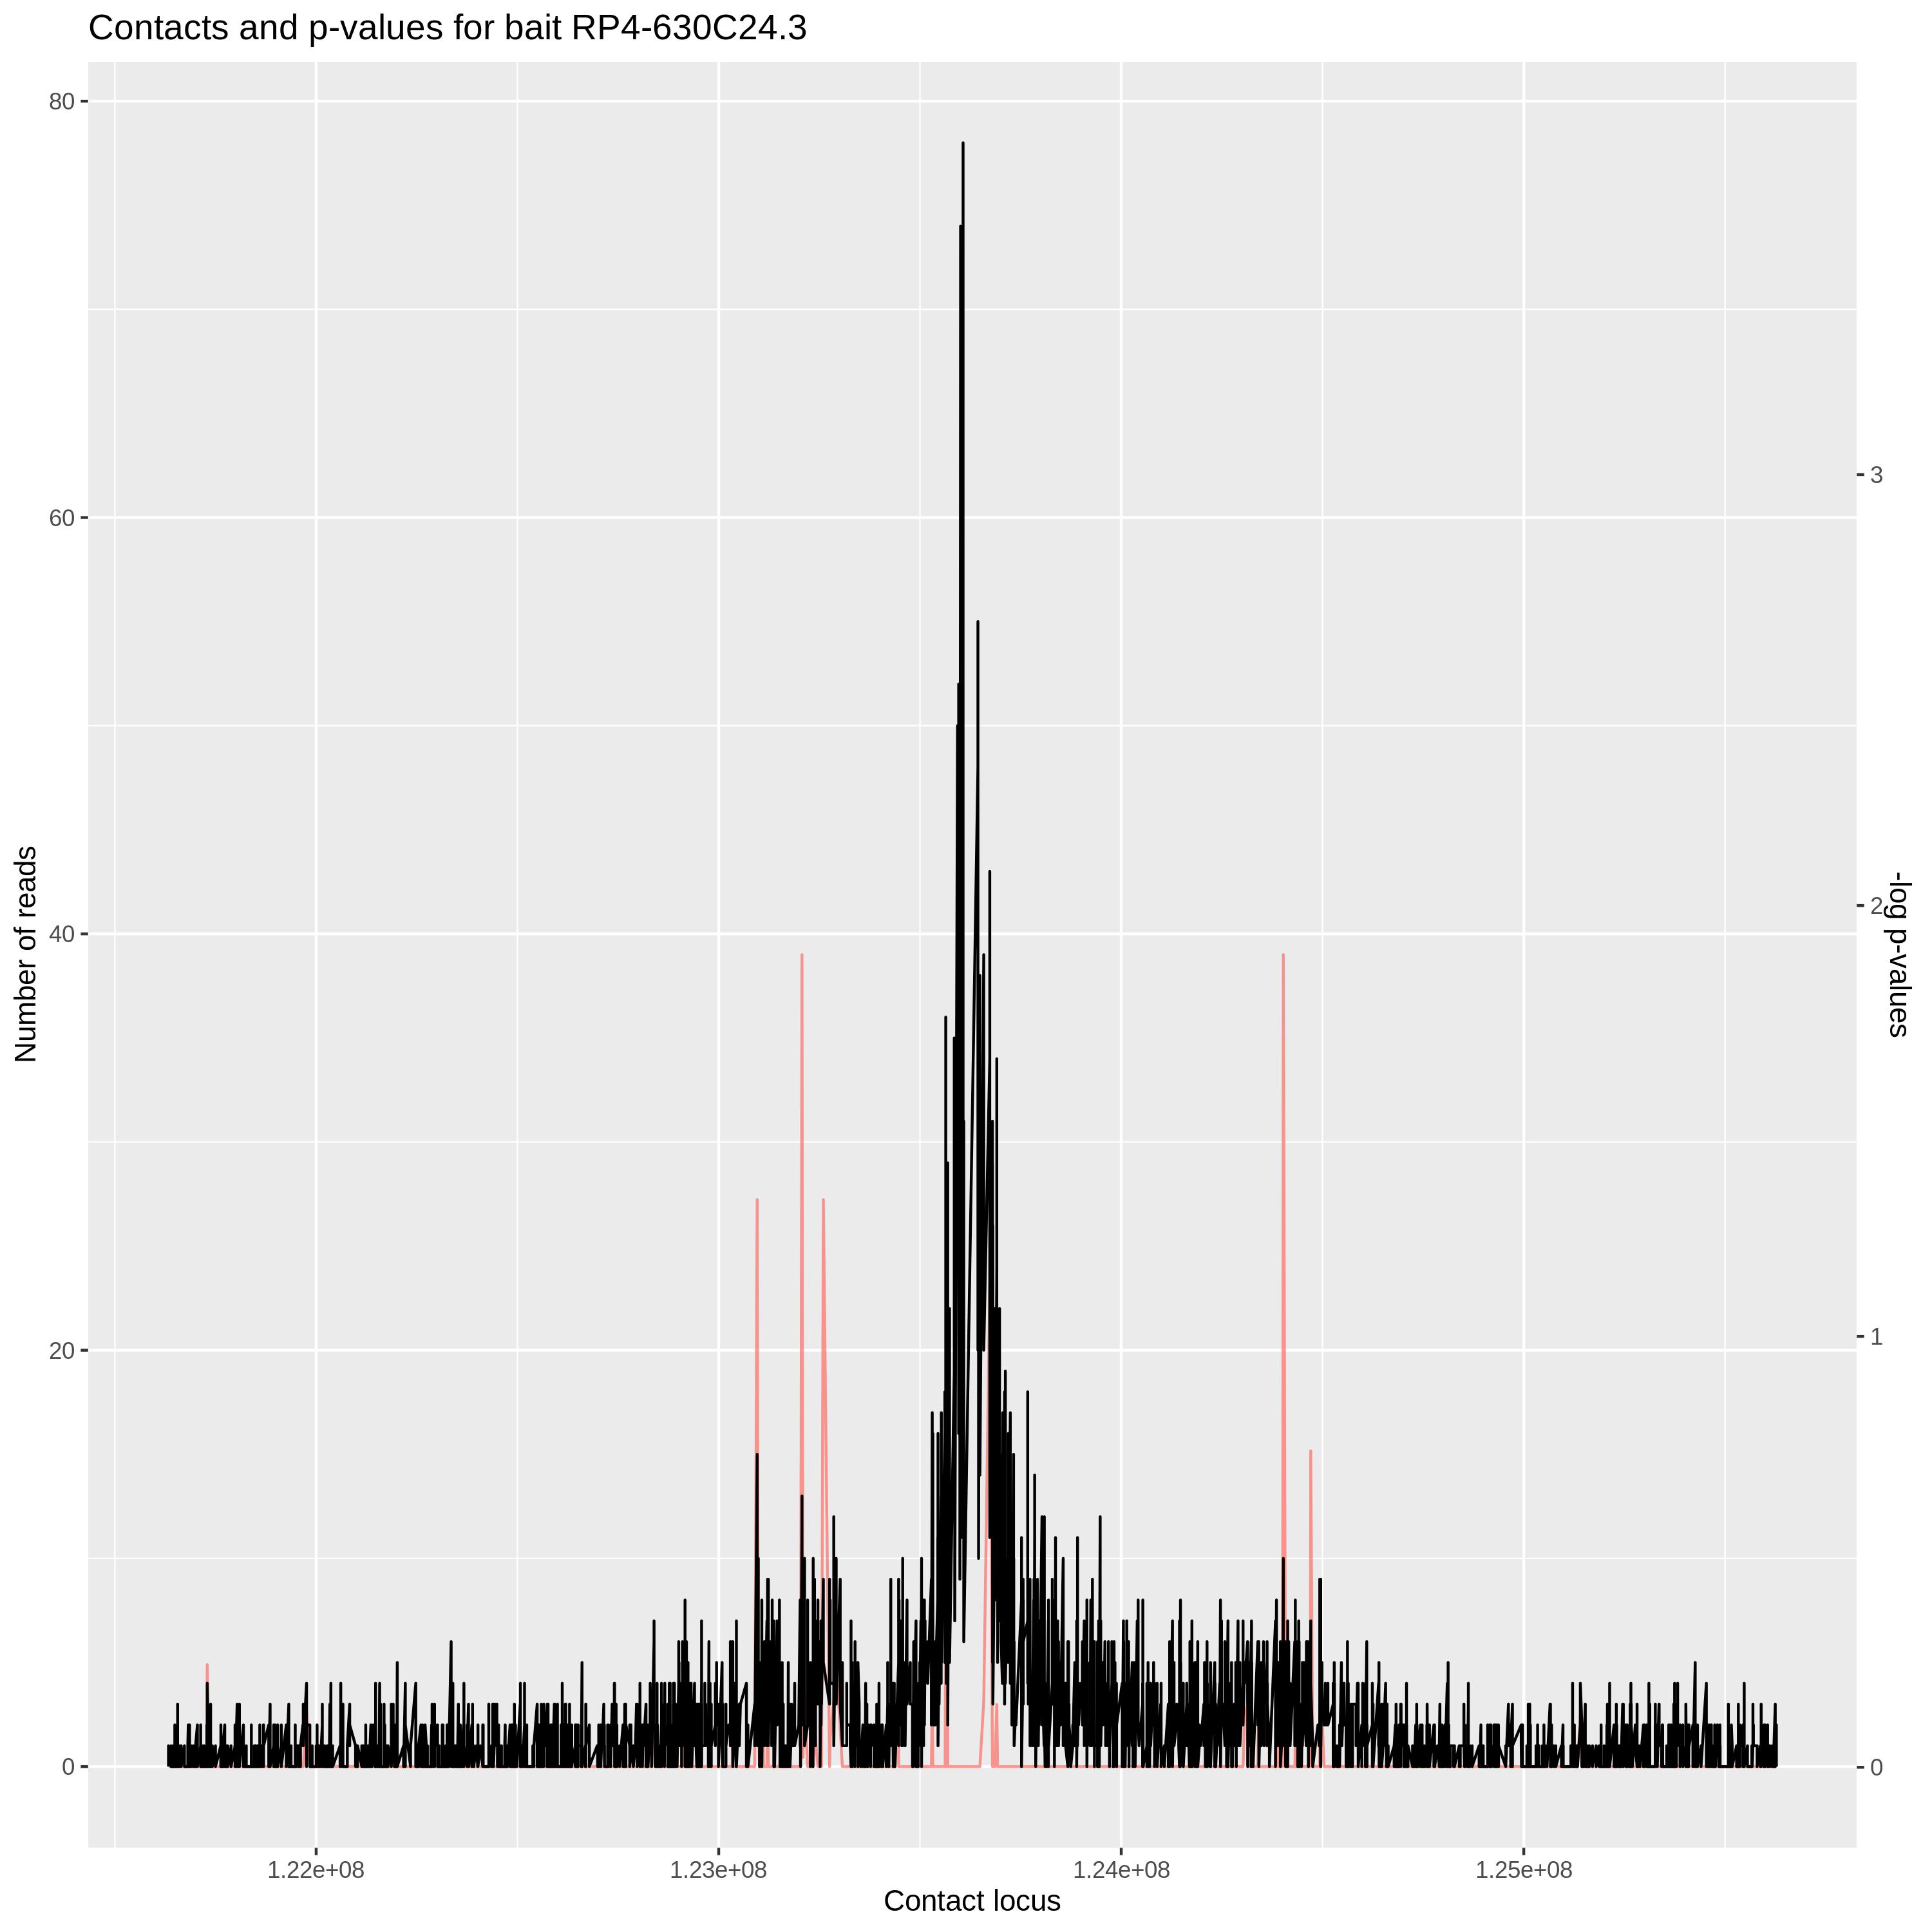 Contacts and p-values for bait RP4-630C24.3
80
60
40
20
0
Number of reads
3
2
1
0
-log p-values
1.22e+08
1.23e+08
1.24e+08
1.25e+08
Contact locus